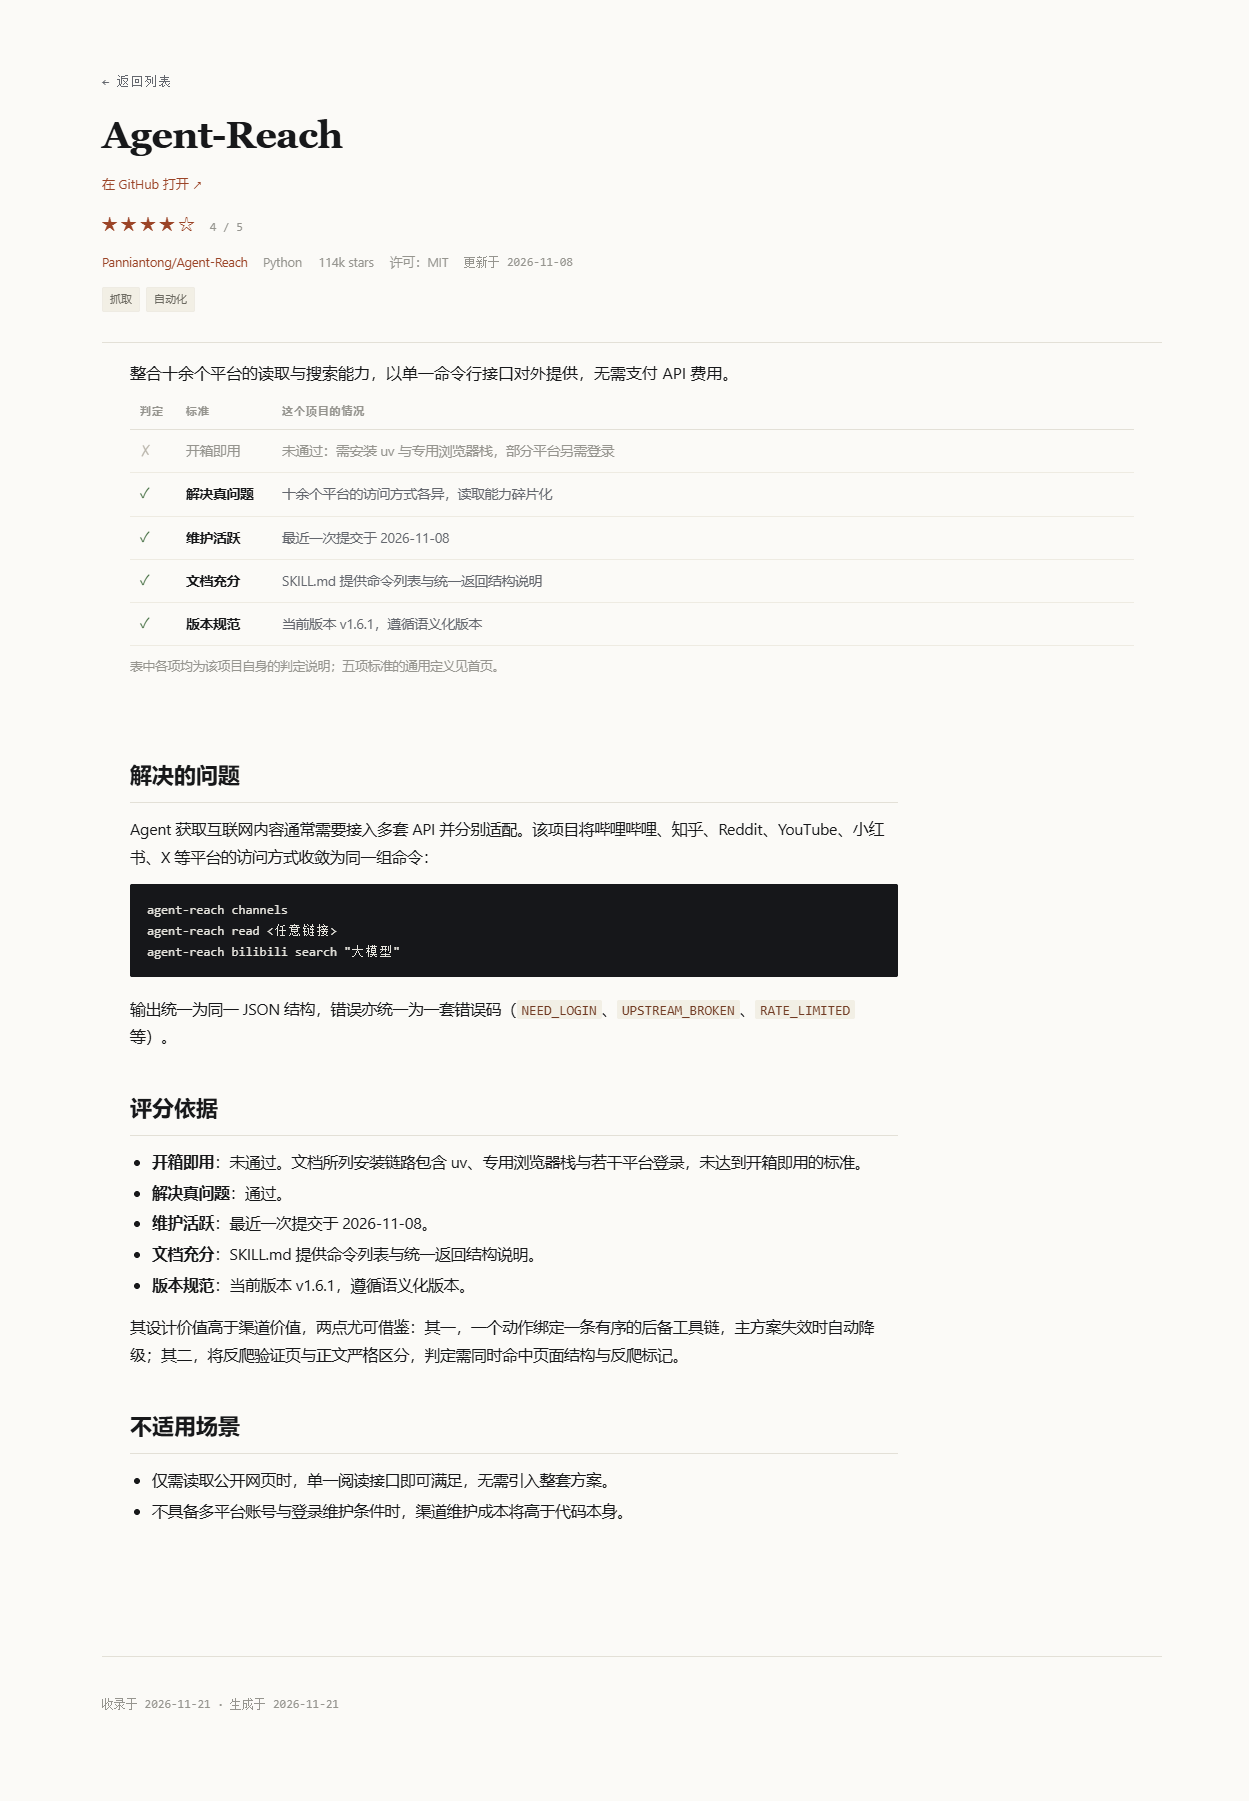 ← 返回列表
Agent-Reach
在 GitHub 打开 ↗
★★★★☆ 4 / 5
Panniantong/Agent-Reach Python 114k stars 许可：MIT 更新于 2026-11-08
抓取 自动化
整合十余个平台的读取与搜索能力，以单一命令行接口对外提供，无需支付 API 费用。
判定 标准 这个项目的情况
✗ 开箱即用 未通过：需安装 uv 与专用浏览器栈，部分平台另需登录
✓ 解决真问题 十余个平台的访问方式各异，读取能力碎片化
✓ 维护活跃 最近一次提交于 2026-11-08
✓ 文档充分 SKILL.md 提供命令列表与统一返回结构说明
✓ 版本规范 当前版本 v1.6.1，遵循语义化版本
表中各项均为该项目自身的判定说明；五项标准的通用定义见首页。
解决的问题
Agent 获取互联网内容通常需要接入多套 API 并分别适配。该项目将哔哩哔哩、知乎、Reddit、YouTube、小红
书、X 等平台的访问方式收敛为同一组命令：
agent-reach channels
agent-reach read <任意链接>
agent-reach bilibili search "大模型"
输出统一为同一 JSON 结构，错误亦统一为一套错误码（NEED_LOGIN、UPSTREAM_BROKEN、RATE_LIMITED
等）。
评分依据
• 开箱即用：未通过。文档所列安装链路包含 uv、专用浏览器栈与若干平台登录，未达到开箱即用的标准。
• 解决真问题：通过。
• 维护活跃：最近一次提交于 2026-11-08。
• 文档充分：SKILL.md 提供命令列表与统一返回结构说明。
• 版本规范：当前版本 v1.6.1，遵循语义化版本。
其设计价值高于渠道价值，两点尤可借鉴：其一，一个动作绑定一条有序的后备工具链，主方案失效时自动降
级；其二，将反爬验证页与正文严格区分，判定需同时命中页面结构与反爬标记。
不适用场景
• 仅需读取公开网页时，单一阅读接口即可满足，无需引入整套方案。
• 不具备多平台账号与登录维护条件时，渠道维护成本将高于代码本身。
收录于 2026-11-21 · 生成于 2026-11-21